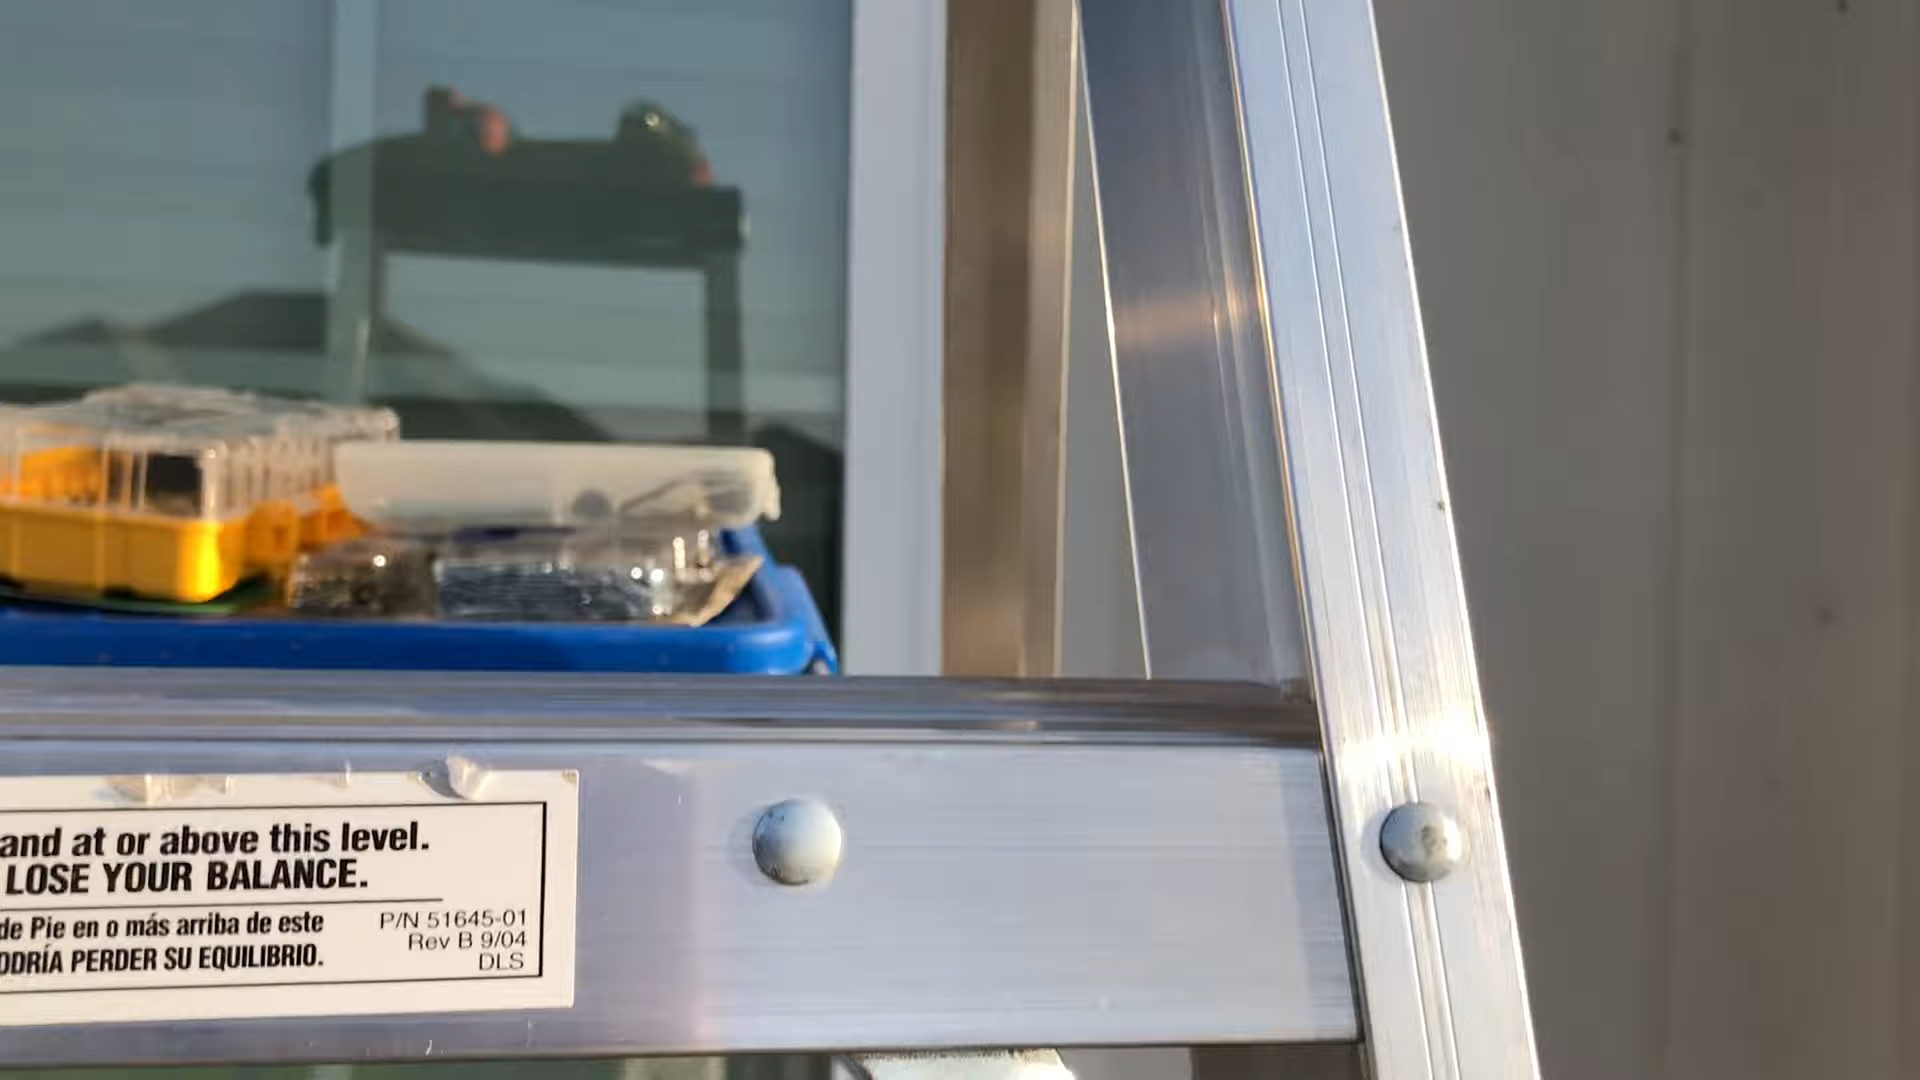 and at or above this level.
LOSE YOUR BALANCE.
de Pie en o más arriba de este
PERDER SU EQUILIBRIO.
P/N 51645-01
Rev B 9/04
DLS